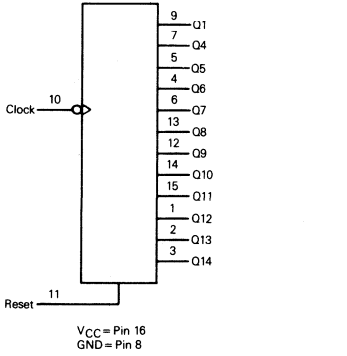 9 Q1
7 Q4
5 Q5
4 Q6
10 Clock
6 Q7
13 Q8
12 Q9
14 Q10
15 Q11
1 Q12
2 Q13
3 Q14
11 Reset
VCC = Pin 16
GND = Pin 8